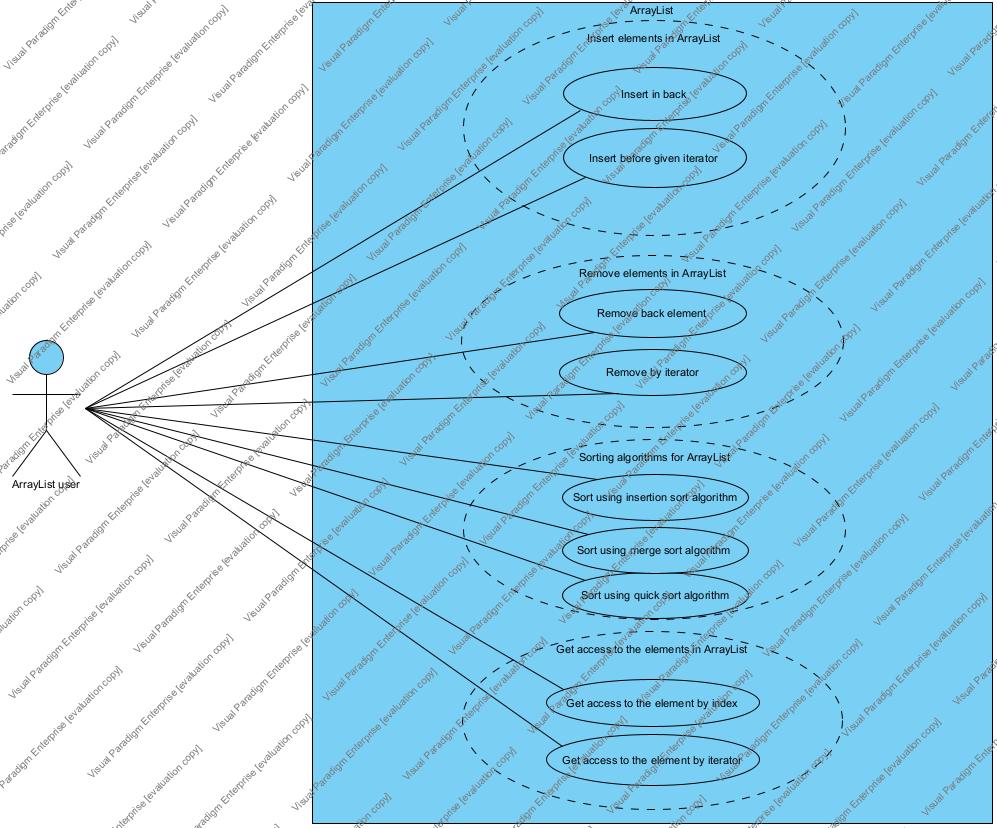 ArrayList
Insert elements in ArrayList
Insert in back
Insert before given iterator
Remove elements in ArrayList
Remove back element
Remove by iterator
ArrayList user
Sorting algorithms for ArrayList
Sort using insertion sort algorithm
Sort using merge sort algorithm
Sort using quick sort algorithm
Get access to the elements in ArrayList
Get access to the element by index
Get access to the element by iterator
Visual Paradigm Enterprise [evaluation copy]